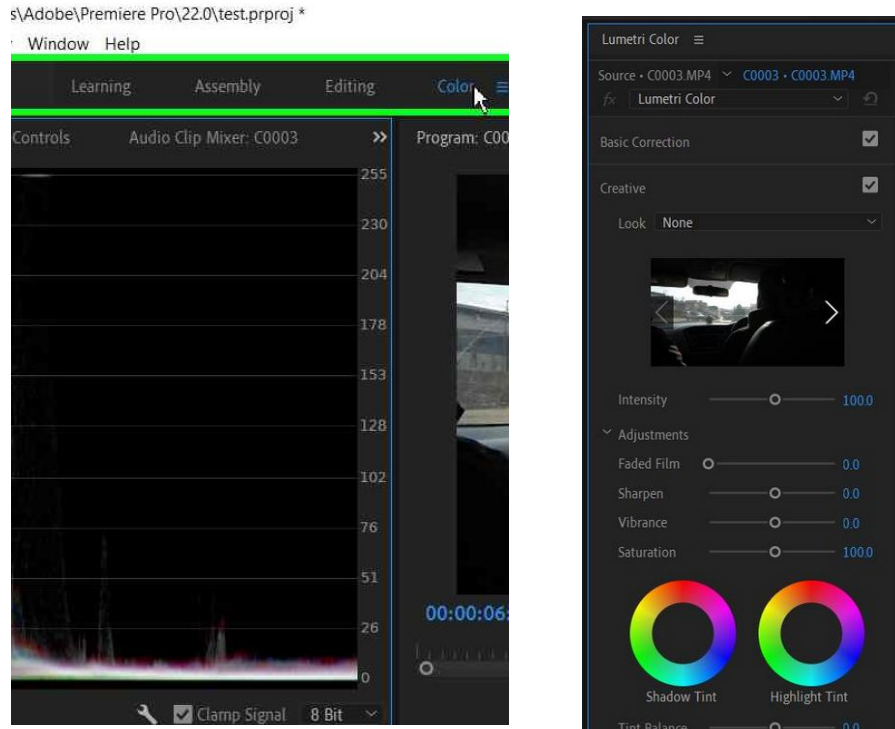 s\Adobe\Premiere Pro\22.0\test.prproj *
Window Help
Learning Assembly Editing Color
Controls Audio Clip Mixer: C0003 Program: C00
255
230
204
178
153
128
102
76
51
26
0
00:00:06:
Clamp Signal 8 Bit
Lumetri Color
Source • C0003.MP4 C0003 • C0003.MP4
fx Lumetri Color
Basic Correction
Creative
Look None
Intensity 100.0
Adjustments
Faded Film 0.0
Sharpen 0.0
Vibrance 0.0
Saturation 100.0
Shadow Tint Highlight Tint
Tint Balance 0.0